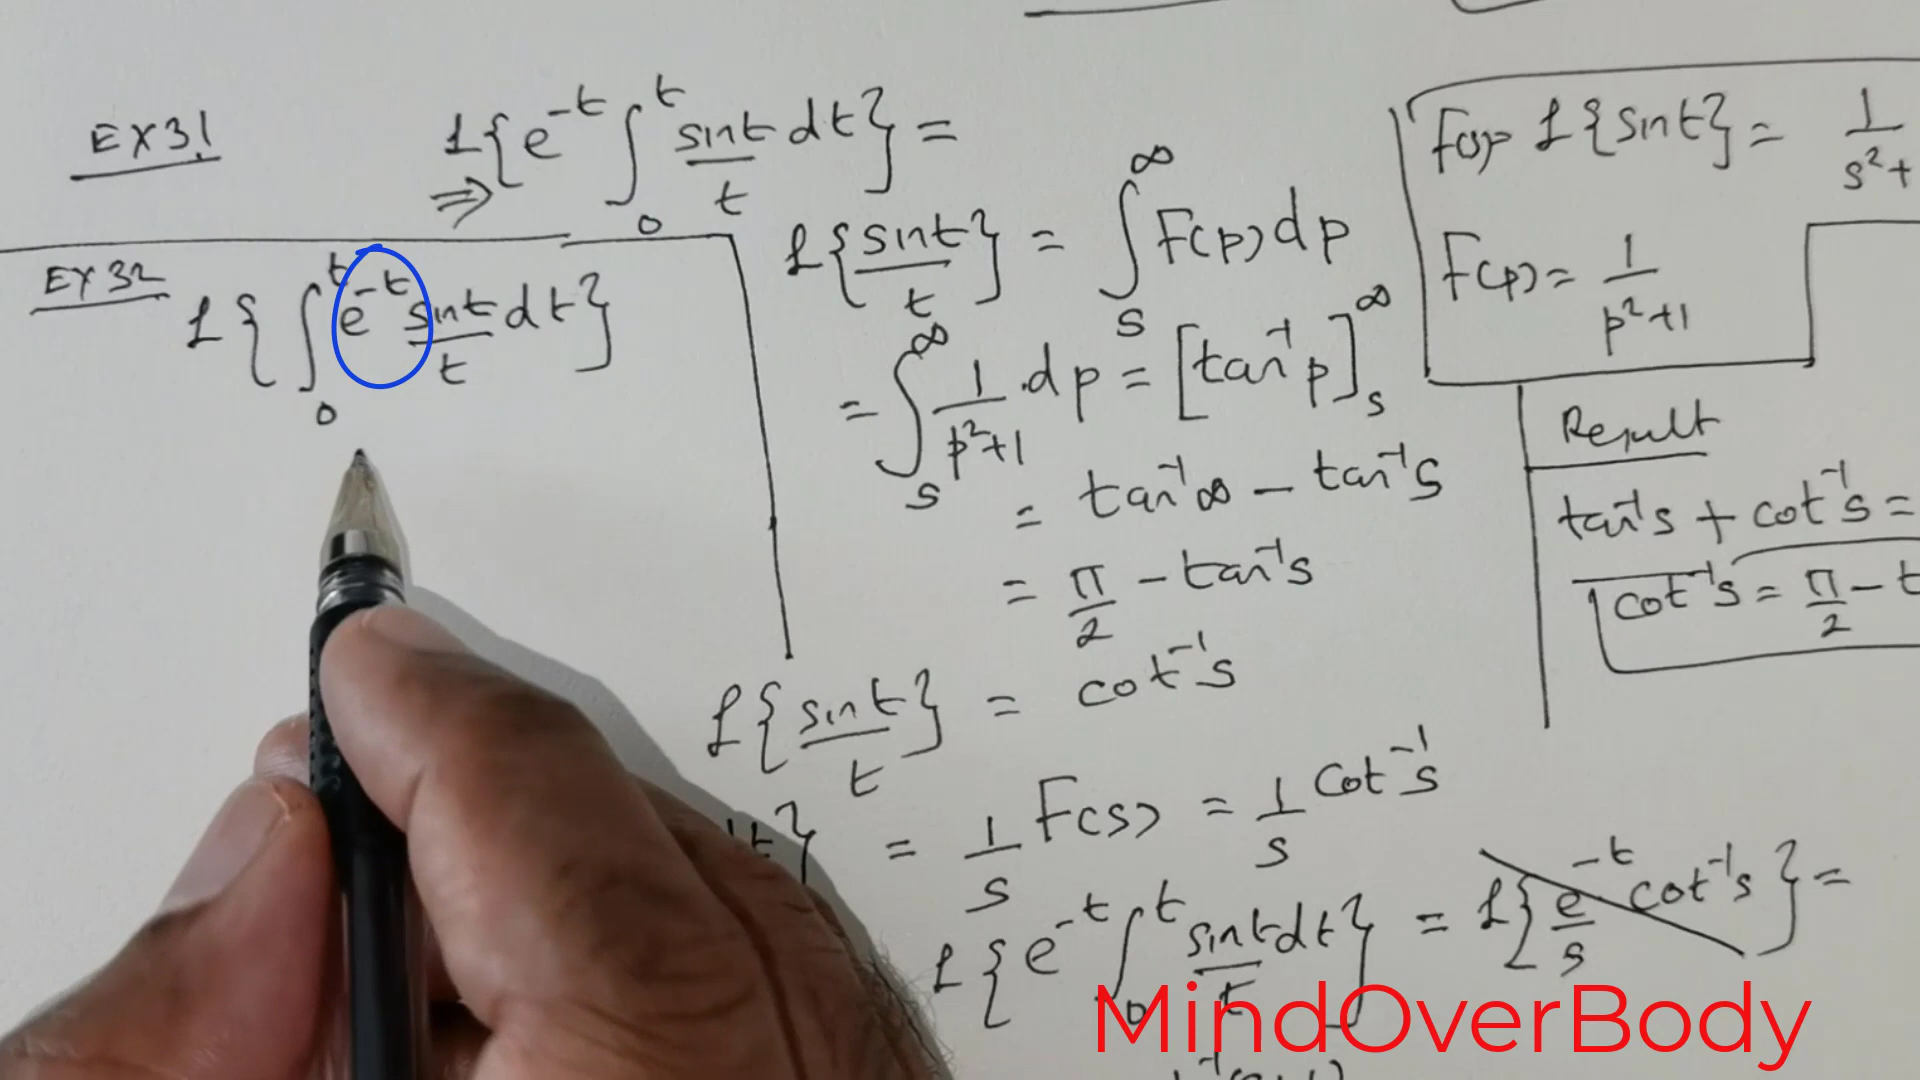 EX31
L{e^-t ∫_0^t sint/t dt} =
⇒
EX32
L{∫_0^t e^-t sint/t dt}
L{sint/t} = ∫_s^∞ F(p)dp
= ∫_s^∞ 1/p²+1 .dp = [tan⁻¹p]_s^∞
= tan⁻¹∞ - tan⁻¹s
= π/2 - tan⁻¹s
L{sint/t} = cot⁻¹s
t} = 1/s F(s) = 1/s cot⁻¹s
L{e^-t ∫_0^t sint/t dt} = L{e^-t/s cot⁻¹s} =
F(s)= L{sint} = 1/s²+
F(p) = 1/p²+1
Result
tan⁻¹s + cot⁻¹s =
cot⁻¹s = π/2 - t
MindOverBody